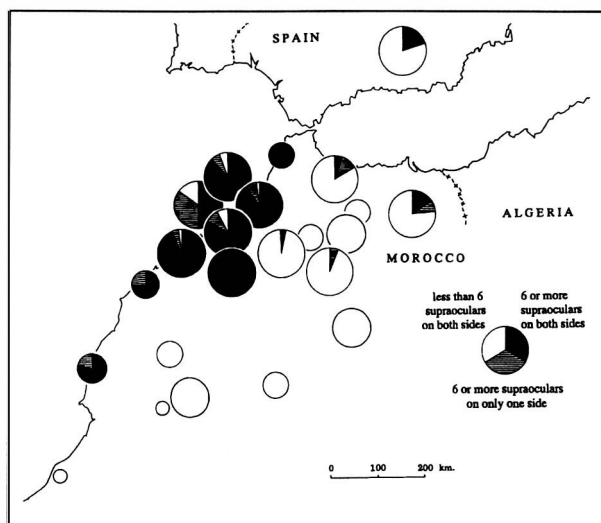 SPAIN
ALGERIA
MOROCCO
less than 6
supraoculars
on both sides
6 or more
supraoculars
on both sides
6 or more supraoculars
on only one side
0 100 200 km.